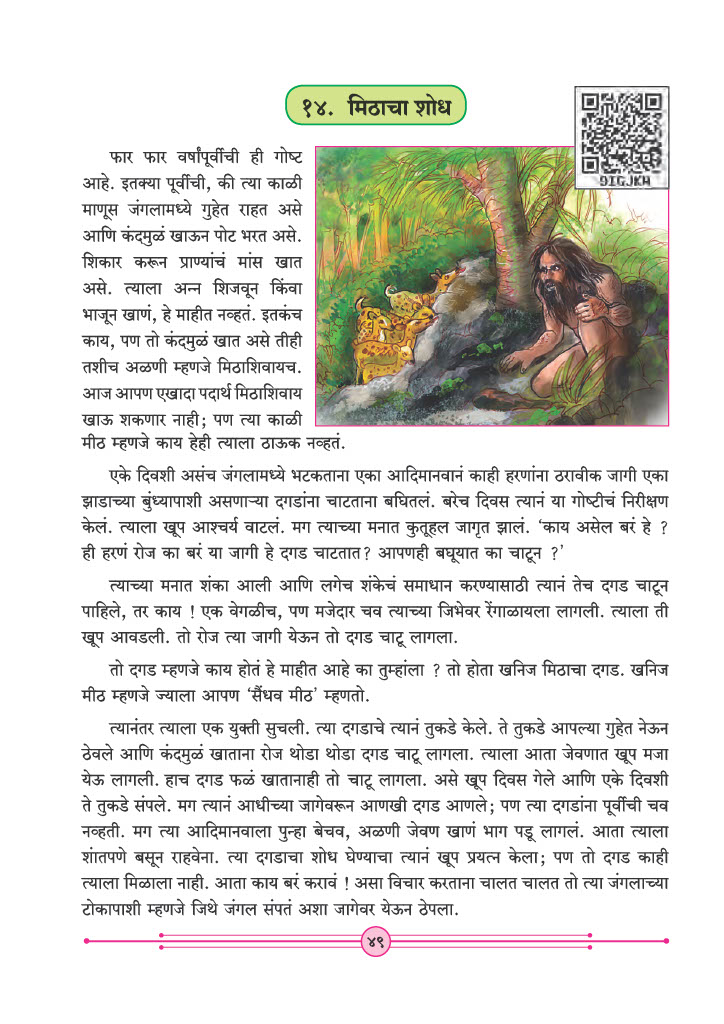 १४. मिठाचा शोध
9IGJKA
फार फार वर्षांपूर्वीची ही गोष्ट
आहे. इतक्या पूर्वीची, की त्या काळी
माणूस जंगलामध्ये गुहेत राहत असे
आणि कंदमुळं खाऊन पोट भरत असे.
शिकार करून प्राण्यांचं मांस खात
असे. त्याला अन्न शिजवून किंवा
भाजून खाणं, हे माहीत नव्हतं. इतकंच
काय, पण तो कंदमुळं खात असे तीही
तशीच अळणी म्हणजे मिठाशिवायच.
आज आपण एखादा पदार्थ मिठाशिवाय
खाऊ शकणार नाही; पण त्या काळी
मीठ म्हणजे काय हेही त्याला ठाऊक नव्हतं.
एके दिवशी असंच जंगलामध्ये भटकताना एका आदिमानवानं काही हरणांना ठरावीक जागी एका
झाडाच्या बुंध्यापाशी असणाऱ्या दगडांना चाटताना बघितलं. बरेच दिवस त्यानं या गोष्टीचं निरीक्षण
केलं. त्याला खूप आश्चर्य वाटलं. मग त्याच्या मनात कुतूहल जागृत झालं. ‘काय असेल बरं हे ?
ही हरणं रोज का बरं या जागी हे दगड चाटतात? आपणही बघूयात का चाटून ?’
त्याच्या मनात शंका आली आणि लगेच शंकेचं समाधान करण्यासाठी त्यानं तेच दगड चाटून
पाहिले, तर काय ! एक वेगळीच, पण मजेदार चव त्याच्या जिभेवर रेंगाळायला लागली. त्याला ती
खूप आवडली. तो रोज त्या जागी येऊन तो दगड चाटू लागला.
तो दगड म्हणजे काय होतं हे माहीत आहे का तुम्हांला ? तो होता खनिज मिठाचा दगड. खनिज
मीठ म्हणजे ज्याला आपण ‘सैंधव मीठ’ म्हणतो.
त्यानंतर त्याला एक युक्ती सुचली. त्या दगडाचे त्यानं तुकडे केले. ते तुकडे आपल्या गुहेत नेऊन
ठेवले आणि कंदमुळं खाताना रोज थोडा थोडा दगड चाटू लागला. त्याला आता जेवणात खूप मजा
येऊ लागली. हाच दगड फळं खातानाही तो चाटू लागला. असे खूप दिवस गेले आणि एके दिवशी
ते तुकडे संपले. मग त्यानं आधीच्या जागेवरून आणखी दगड आणले; पण त्या दगडांना पूर्वीची चव
नव्हती. मग त्या आदिमानवाला पुन्हा बेचव, अळणी जेवण खाणं भाग पडू लागलं. आता त्याला
शांतपणे बसून राहवेना. त्या दगडाचा शोध घेण्याचा त्यानं खूप प्रयत्न केला; पण तो दगड काही
त्याला मिळाला नाही. आता काय बरं करावं ! असा विचार करताना चालत चालत तो त्या जंगलाच्या
टोकापाशी म्हणजे जिथे जंगल संपतं अशा जागेवर येऊन ठेपला.
४९